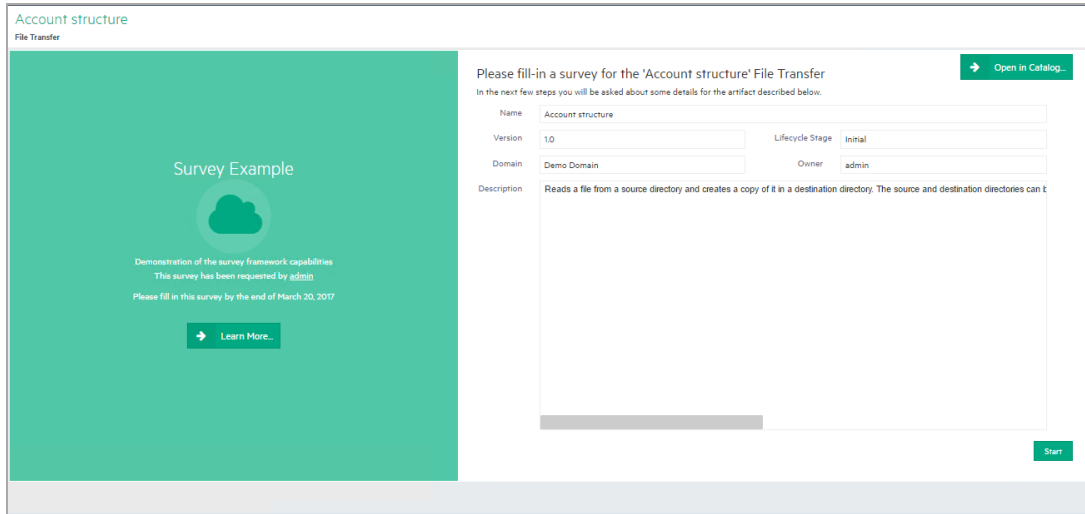 Account structure
File Transfer
Survey Example
Demonstration of the survey framework capabilities
This survey has been requested by admin
Please fill in this survey by the end of March 20, 2017
Learn More...
Open in Catalog...
Please fill-in a survey for the 'Account structure' File Transfer
In the next few steps you will be asked about some details for the artifact described below.
Name Account structure
Version 1.0 Lifecycle Stage Initial
Domain Demo Domain Owner admin
Description Reads a file from a source directory and creates a copy of it in a destination directory. The source and destination directories can
Start